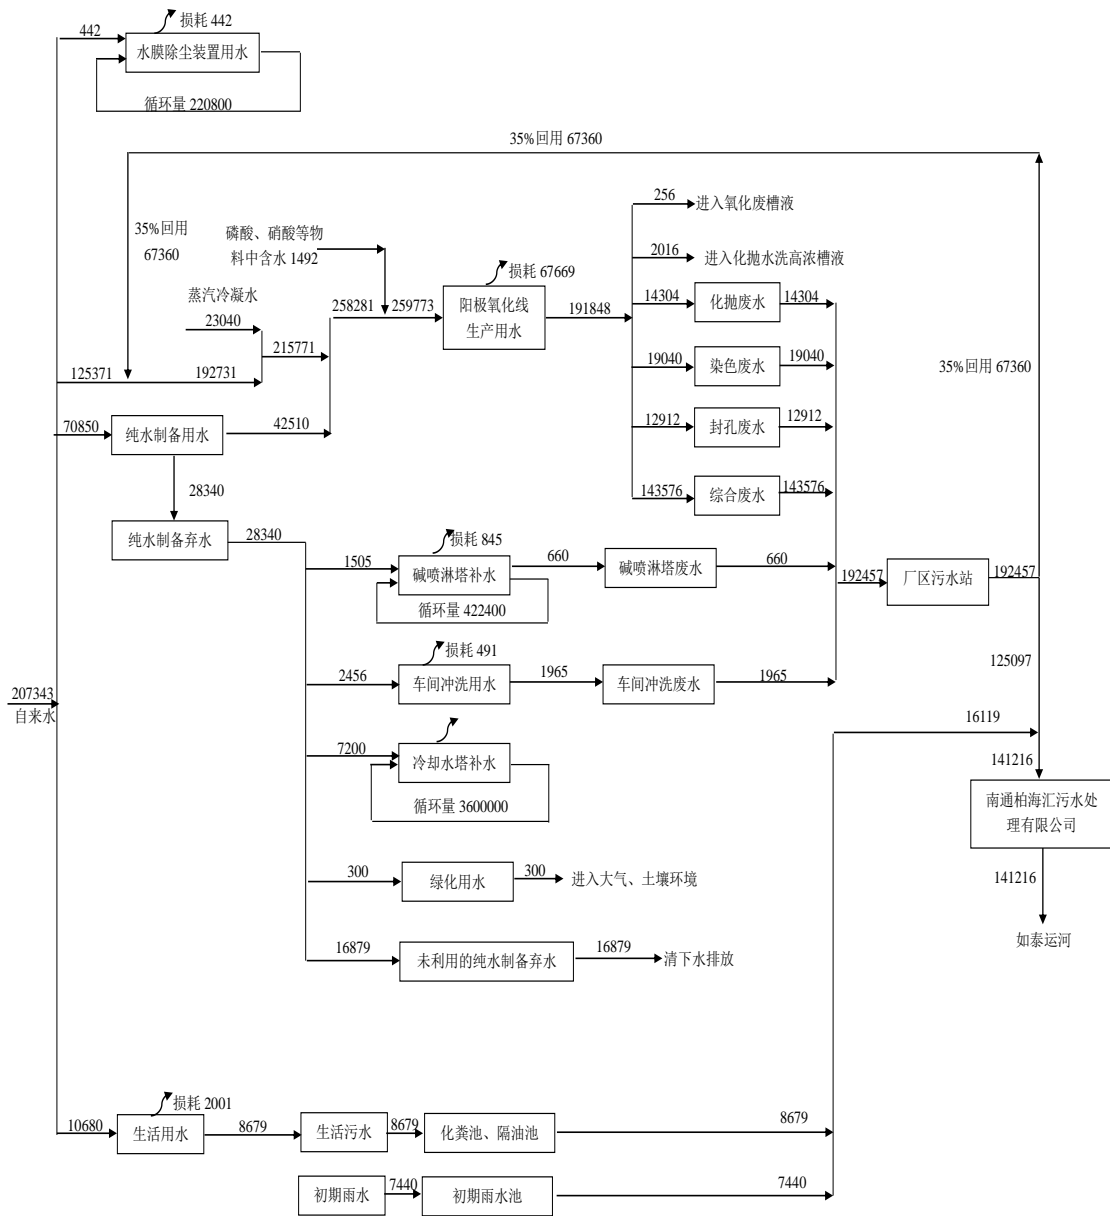 损耗 442
442
水膜除尘装置用水
循环量 220800
35%回用 67360
35%回用
67360
磷酸、硝酸等物
料中含水 1492
256
进入氧化废槽液
2016
进入化抛水洗高浓槽液
损耗 67669
蒸汽冷凝水
23040
258281
259773
阳极氧化线
生产用水
191848
14304
化抛废水
14304
215771
125371
192731
19040
染色废水
19040
35%回用 67360
70850
纯水制备用水
42510
12912
封孔废水
12912
28340
143576
综合废水
143576
纯水制备弃水
28340
损耗 845
1505
碱喷淋塔补水
660
碱喷淋塔废水
660
循环量 422400
192457
厂区污水站
192457
损耗 491
2456
车间冲洗用水
1965
车间冲洗废水
1965
125097
207343
自来水
16119
7200
冷却水塔补水
循环量 3600000
141216
南通柏海汇污水处
理有限公司
300
绿化用水
300
进入大气、土壤环境
141216
如泰运河
16879
未利用的纯水制备弃水
16879
清下水排放
损耗 2001
10680
生活用水
8679
生活污水
8679
化粪池、隔油池
8679
初期雨水
7440
初期雨水池
7440